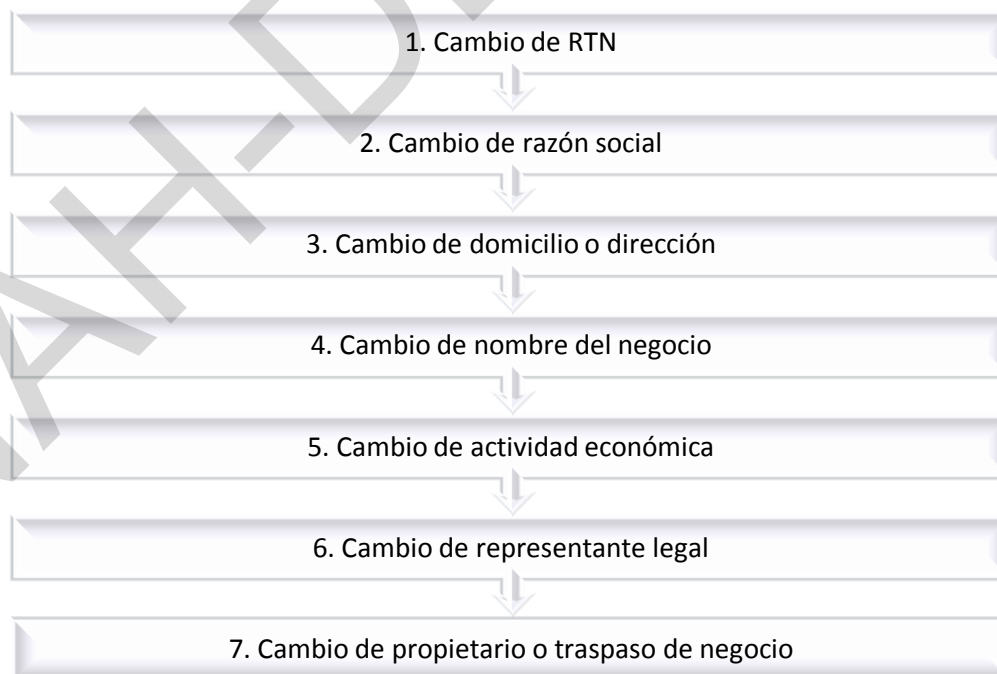 1. Cambio de RTN
2. Cambio de razón social
3. Cambio de domicilio o dirección
4. Cambio de nombre del negocio
5. Cambio de actividad económica
6. Cambio de representante legal
7. Cambio de propietario o traspaso de negocio